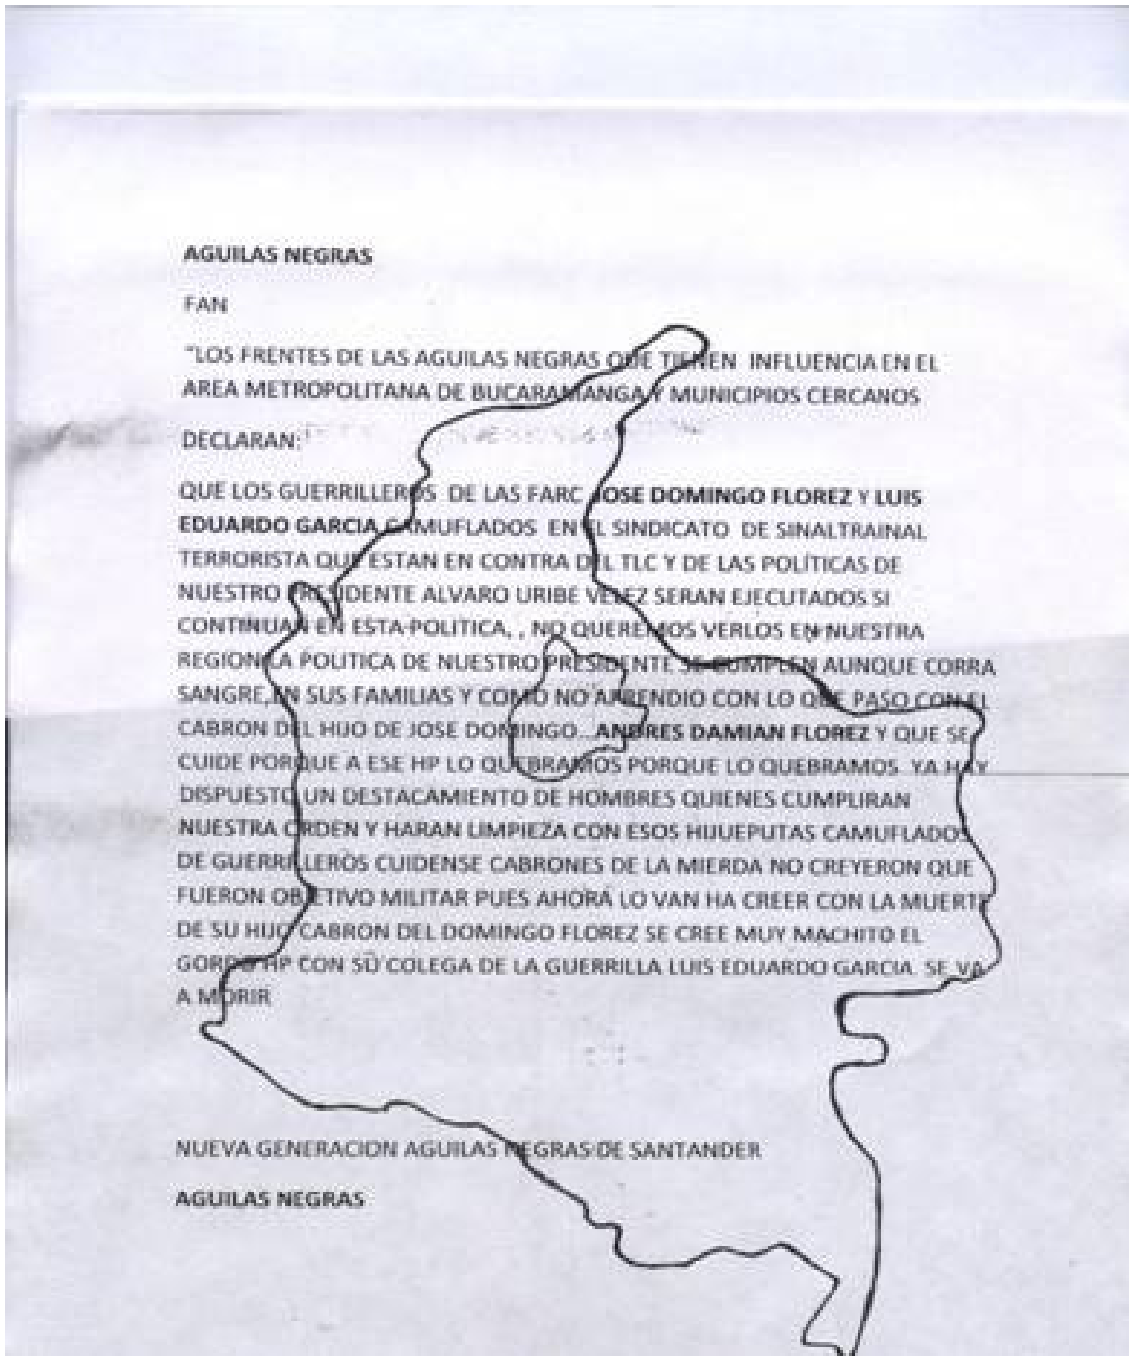 AGUILAS NEGRAS
FAN
"LOS FRENTES DE LAS AGUILAS NEGRAS QUE TIENEN INFLUENCIA EN EL
AREA METROPOLITANA DE BUCARAMANGA Y MUNICIPIOS CERCANOS
DECLARAN:
QUE LOS GUERRILLEROS DE LAS FARC JOSE DOMINGO FLOREZ Y LUIS
EDUARDO GARCIA CAMUFLADOS EN EL SINDICATO DE SINALTRAINAL
TERRORISTA QUE ESTAN EN CONTRA DEL TLC Y DE LAS POLÍTICAS DE
NUESTRO PRESIDENTE ALVARO URIBE VELEZ SERAN EJECUTADOS SI
CONTINUAN EN ESTA POLITICA, , NO QUEREMOS VERLOS EN NUESTRA
REGION LA POLITICA DE NUESTRO PRESIDENTE SE CUMPLEN AUNQUE CORRA
SANGRE, EN SUS FAMILIAS Y COMO NO APRENDIO CON LO QUE PASO CON EL
CABRON DEL HIJO DE JOSE DOMINGO...ANDRES DAMIAN FLOREZ Y QUE SE
CUIDE PORQUE A ESE HP LO QUEBRAMOS PORQUE LO QUEBRAMOS YA HAY
DISPUESTO UN DESTACAMIENTO DE HOMBRES QUIENES CUMPLIRAN
NUESTRA ORDEN Y HARAN LIMPIEZA CON ESOS HIJUEPUTAS CAMUFLADOS
DE GUERRILLEROS CUIDENSE CABRONES DE LA MIERDA NO CREYERON QUE
FUERON OBJETIVO MILITAR PUES AHORA LO VAN HA CREER CON LA MUERTE
DE SU HIJO CABRON DEL DOMINGO FLOREZ SE CREE MUY MACHITO EL
GORDO HP CON SU COLEGA DE LA GUERRILLA LUIS EDUARDO GARCIA SE VA
A MORIR
NUEVA GENERACION AGUILAS NEGRAS DE SANTANDER
AGUILAS NEGRAS